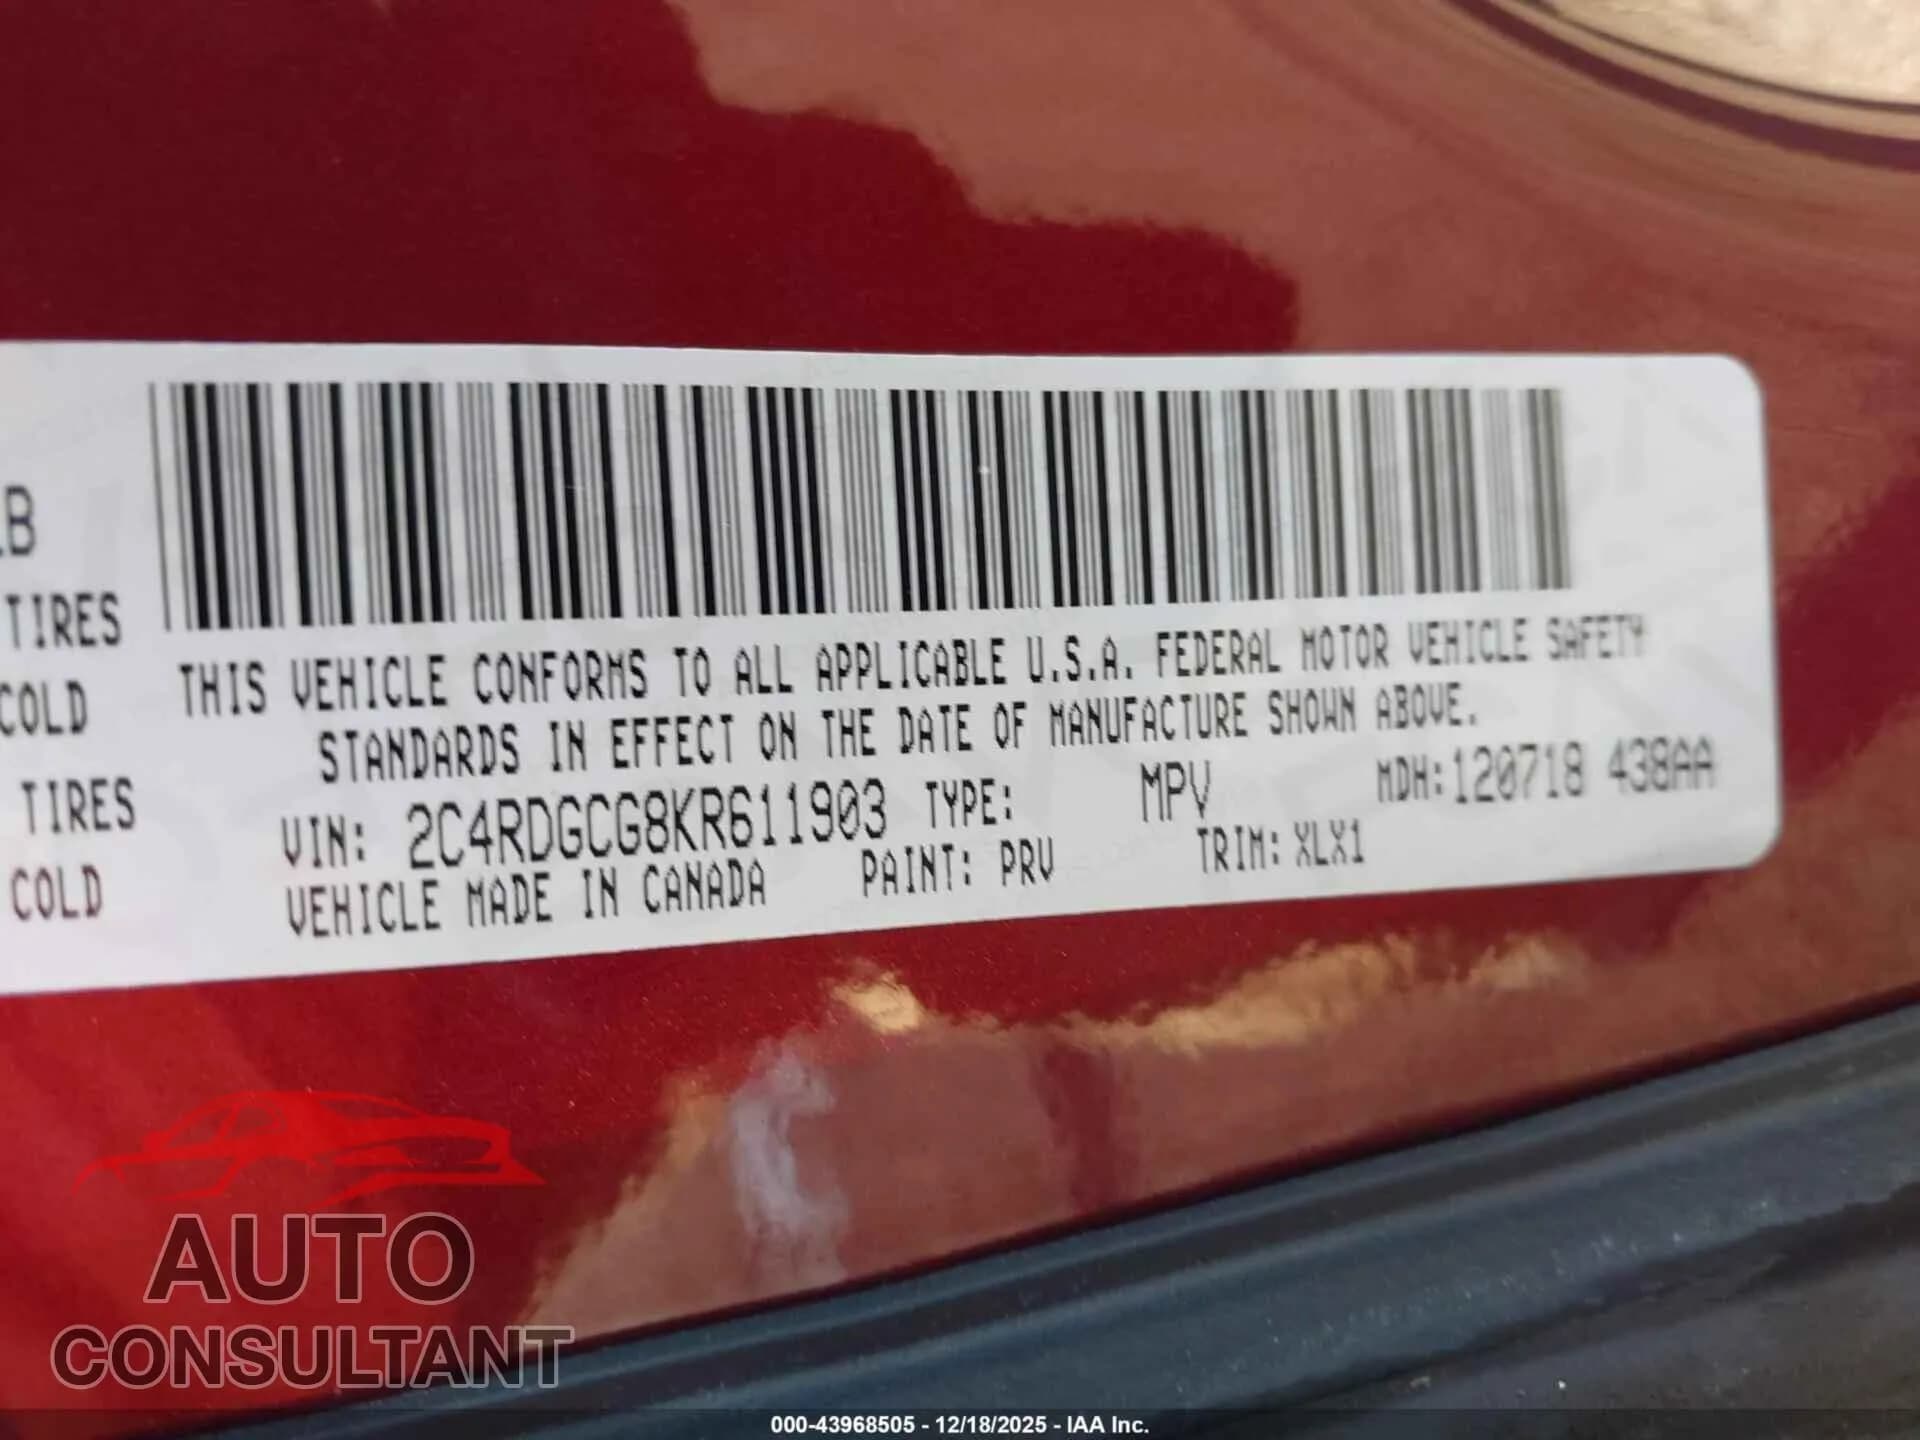 LB
TIRES
COLD
TIRES
COLD
THIS VEHICLE CONFORMS TO ALL APPLICABLE U.S.A. FEDERAL MOTOR VEHICLE SAFETY
STANDARDS IN EFFECT ON THE DATE OF MANUFACTURE SHOWN ABOVE.
VIN: 2C4RDGCG8KR611903 TYPE: MPV MDH:120718 438AA
VEHICLE MADE IN CANADA PAINT: PRV TRIM: XLX1
AUTO
CONSULTANT
000-43968505 - 12/18/2025 - IAA Inc.